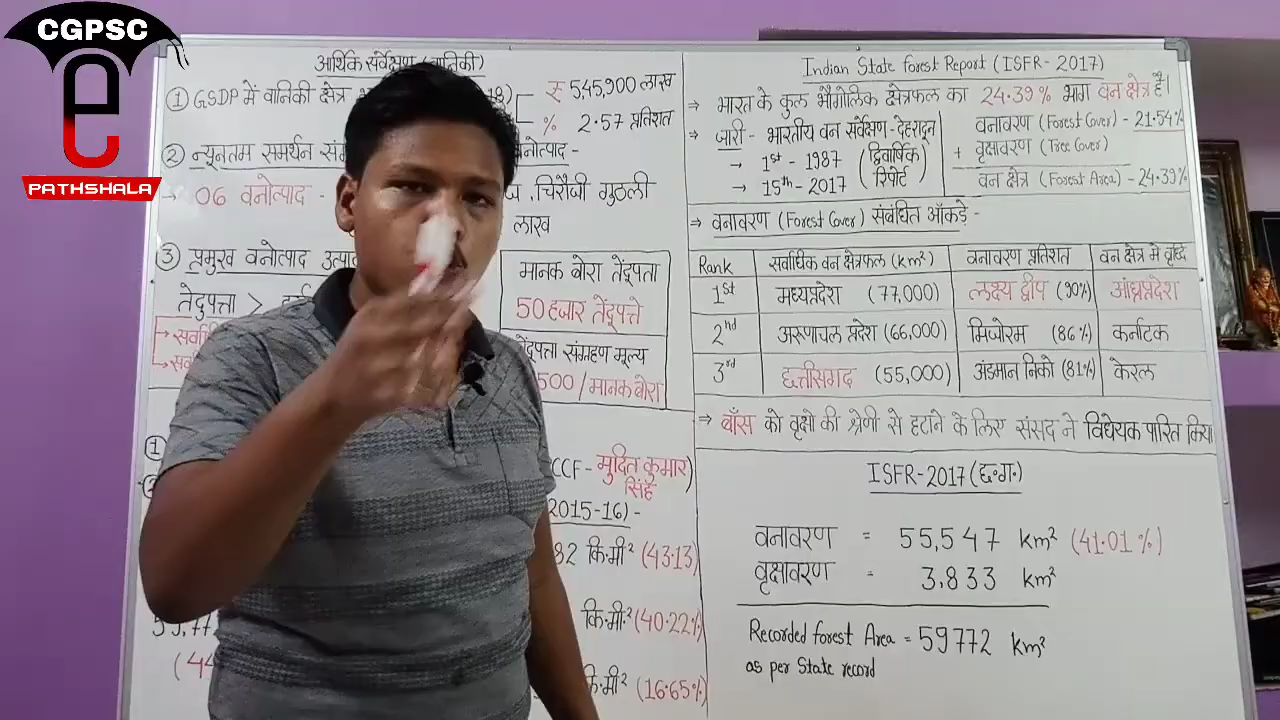 CGPSC
e
PATHSHALA
आर्थिक सर्वेक्षण
① GSDP में वानिकी क्षेत्र
₹ 545,900 लाख
% 2.57 प्रतिशत
② न्यूनतम समर्थन
वनोत्पाद -
→ 06 वनोत्पाद -
चिरौंजी गुठली
लाख
③ प्रमुख वनोत्पाद
तेंदुपत्ता >
मानक बोरा तेंदूपत्ता
50 हजार तेंदूपत्ते
तेंदूपत्ता संग्रहण मूल्य
500 / मानक बोरा
①
CCF - मुदित कुमार सिंह)
2015-16) -
82 कि.मी² (43.13)
कि.मी.² (40.22%)
(44
कि.मी² (16.65%)
Indian State forest Report (ISFR - 2017)
⇒ भारत के कुल भौगोलिक क्षेत्रफल का 24.39 % भाग वन क्षेत्र है।
⇒ जारी - भारतीय वन सर्वेक्षण - देहरादून
→ 1st - 1987 (द्विवार्षिक
→ 15th - 2017 रिपोर्ट)
वनावरण (Forest Cover) - 21.54%
+ वृक्षावरण (Tree Cover)
वन क्षेत्र (Forest Area) - 24.39%
⇒ वनावरण (Forest Cover) संबंधित आँकड़े -
Rank सर्वाधिक वन क्षेत्रफल (km²) वनावरण प्रतिशत वन क्षेत्र में वृद्धि
1st मध्यप्रदेश (77,000) लक्ष्य द्वीप (90%) आंध्रप्रदेश
2nd अरूणाचल प्रदेश (66,000) मिजोरम (86%) कर्नाटक
3rd छत्तीसगढ़ (55,000) अंडमान निको (81%) केरल
⇒ बाँस को वृक्षो की श्रेणी से हटाने के लिए संसद ने विधेयक पारित किया
ISFR - 2017 (छ॰ग॰)
वनावरण = 55,547 km² (41.01 %)
वृक्षावरण = 3,833 km²
Recorded forest Area = 59772 km²
as per State record